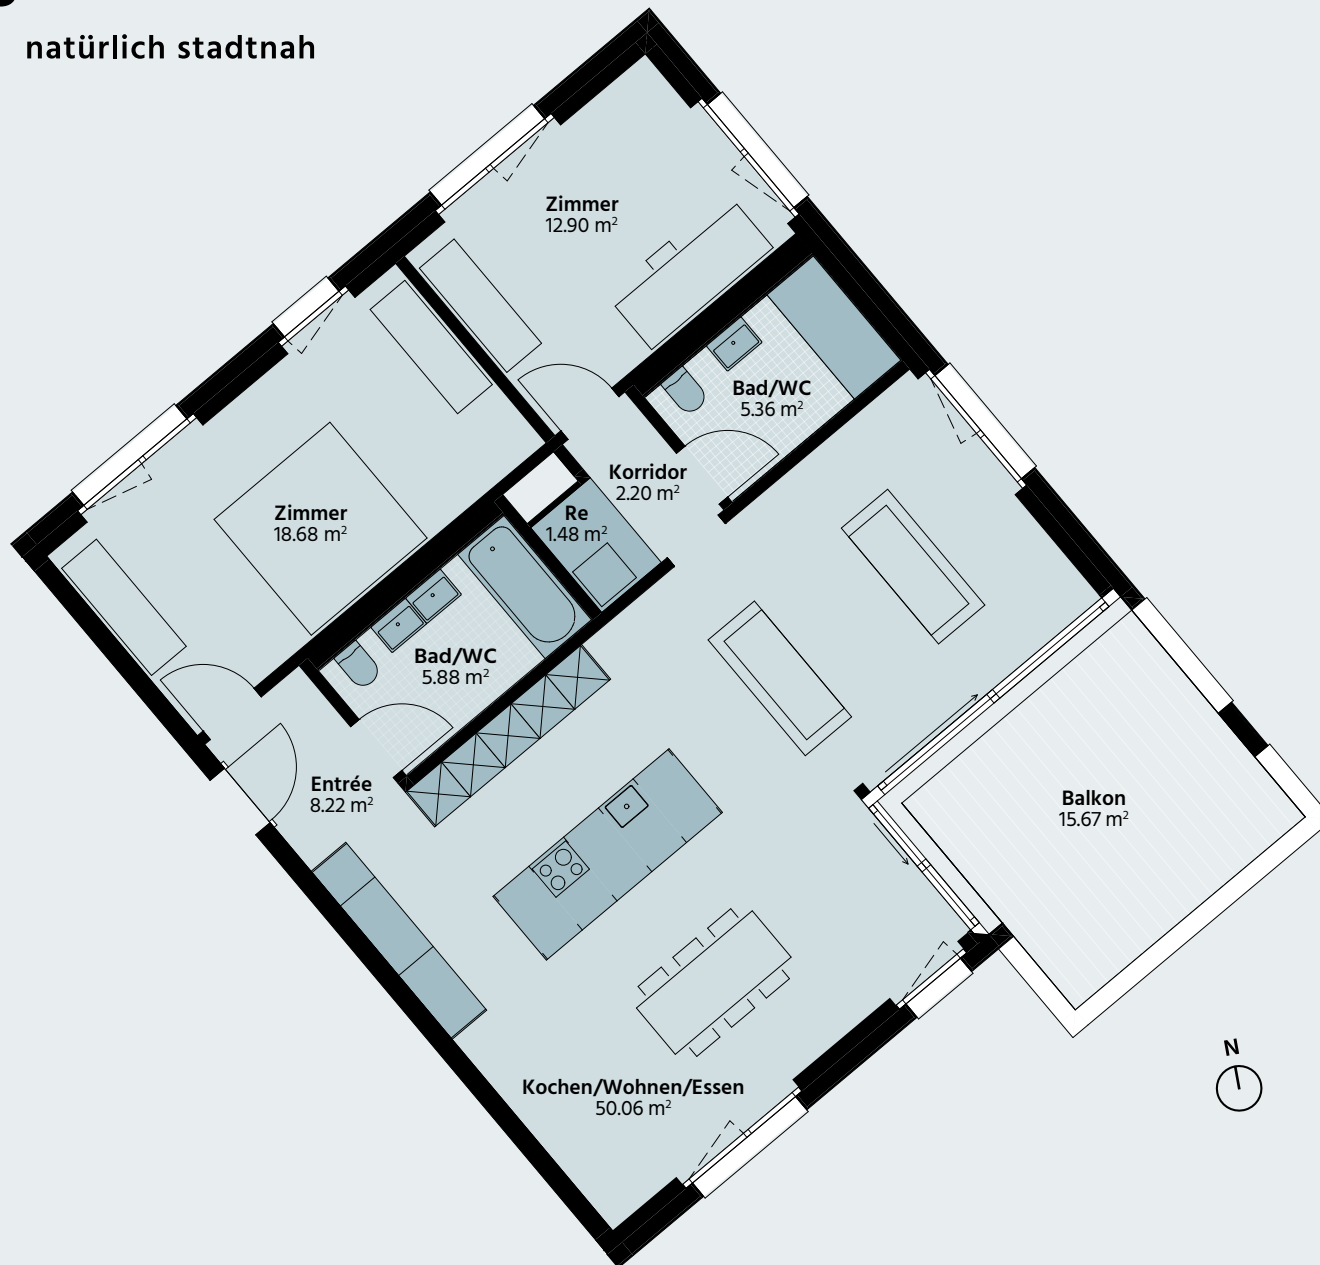 natürlich stadtnah
Zimmer
12.90 m²
Bad/WC
5.36 m²
Korridor
2.20 m²
Zimmer
18.68 m²
Re
1.48 m²
Bad/WC
5.88 m²
Entrée
8.22 m²
Balkon
15.67 m²
Kochen/Wohnen/Essen
50.06 m²
N